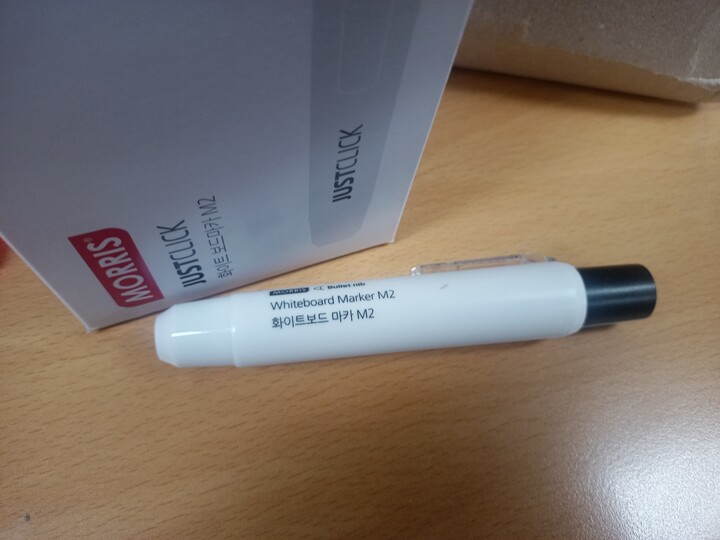 MORRIS
JUSTCLICK
화이트보드마카 M2
JUSTCLICK
MORRIS Bullet nib
Whiteboard Marker M2
화이트보드 마카 M2